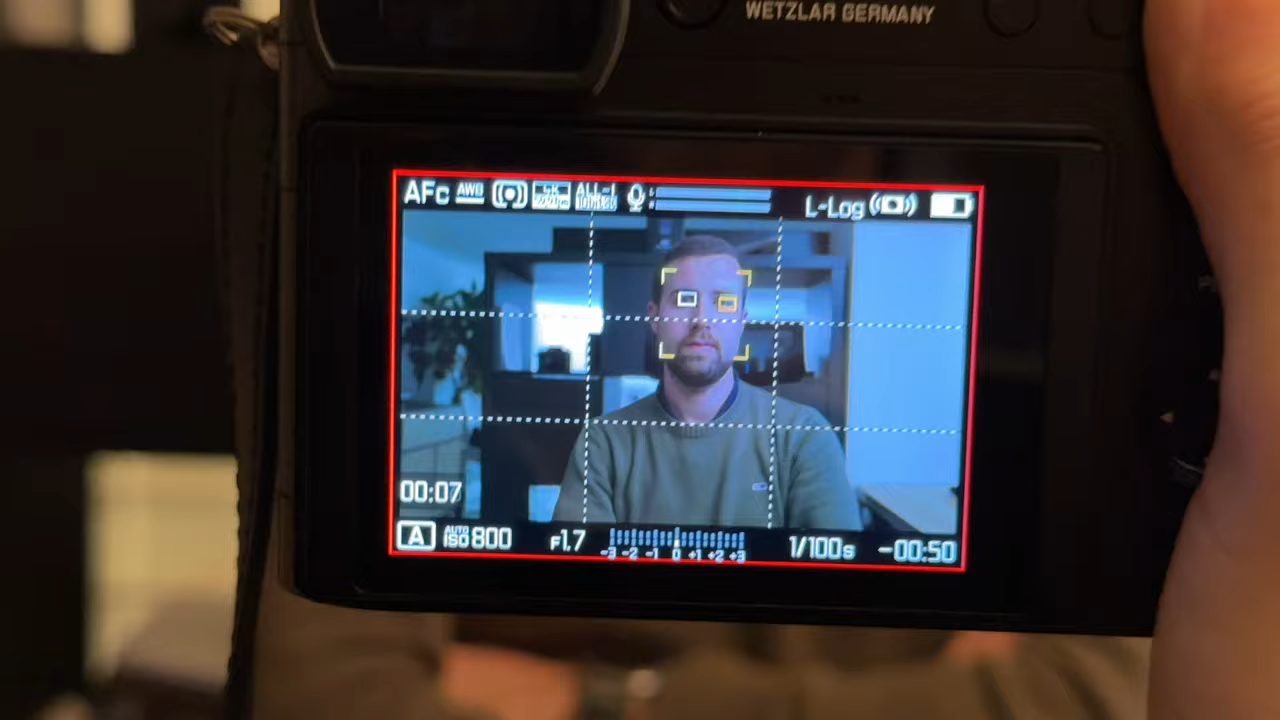 WETZLAR GERMANY
AFc AWB ALL-I L-Log
00:07
A AUTO ISO 800 F1.7 -3 -2 -1 0 +1 +2 +3 1/100s -00:50